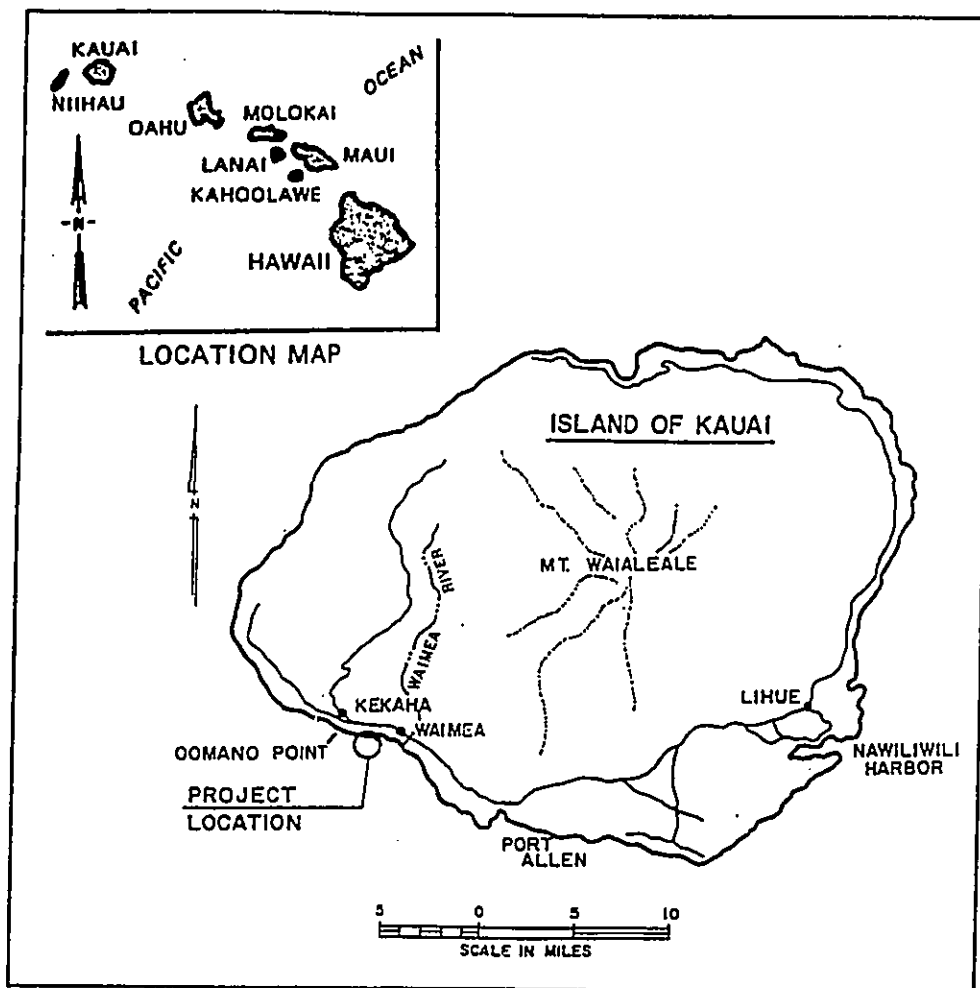 KAUAI
NIIHAU
OAHU
MOLOKAI
LANAI
MAUI
KAHOOLAWE
HAWAII
OCEAN
PACIFIC
-N-
LOCATION MAP
N
ISLAND OF KAUAI
MT. WAIALEALE
RIVER
WAIMEA
KEKAHA
WAIMEA
OOMANO POINT
PROJECT
LOCATION
LIHUE
NAWILIWILI
HARBOR
PORT
ALLEN
5 0 5 10
SCALE IN MILES